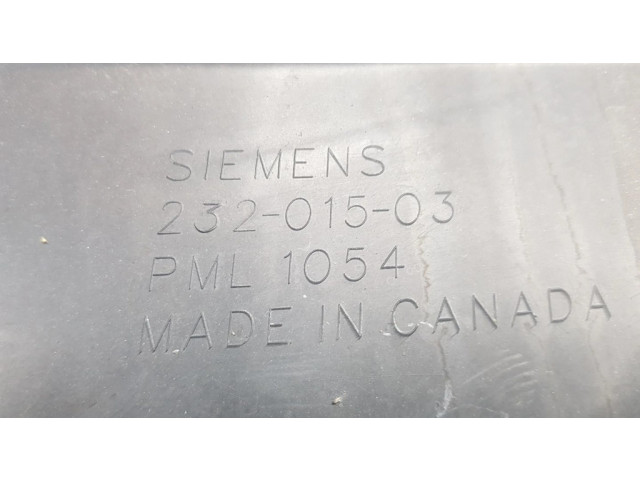 SIEMENS
232-015-03
PML 1054
MADE IN CANADA